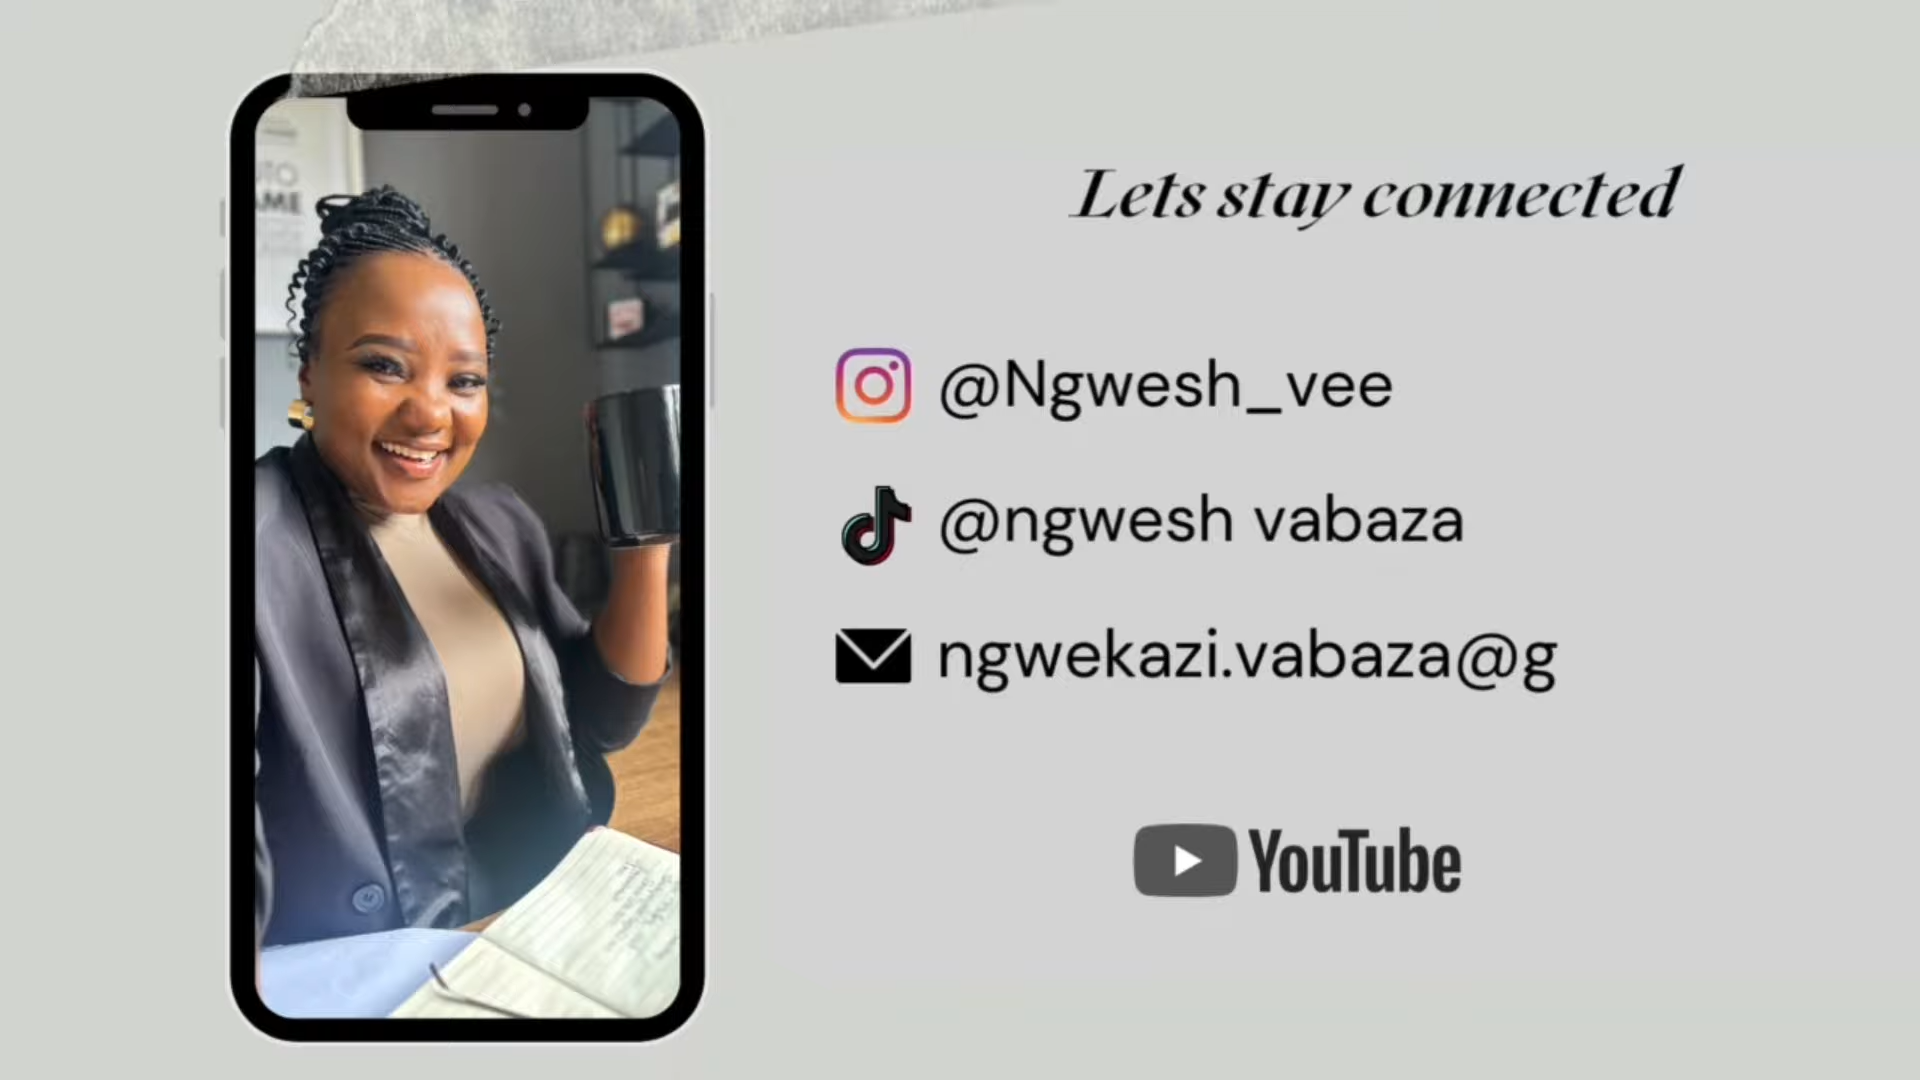 Lets stay connected
@Ngwesh_vee
@ngwesh vabaza
ngwekazi.vabaza@g
YouTube